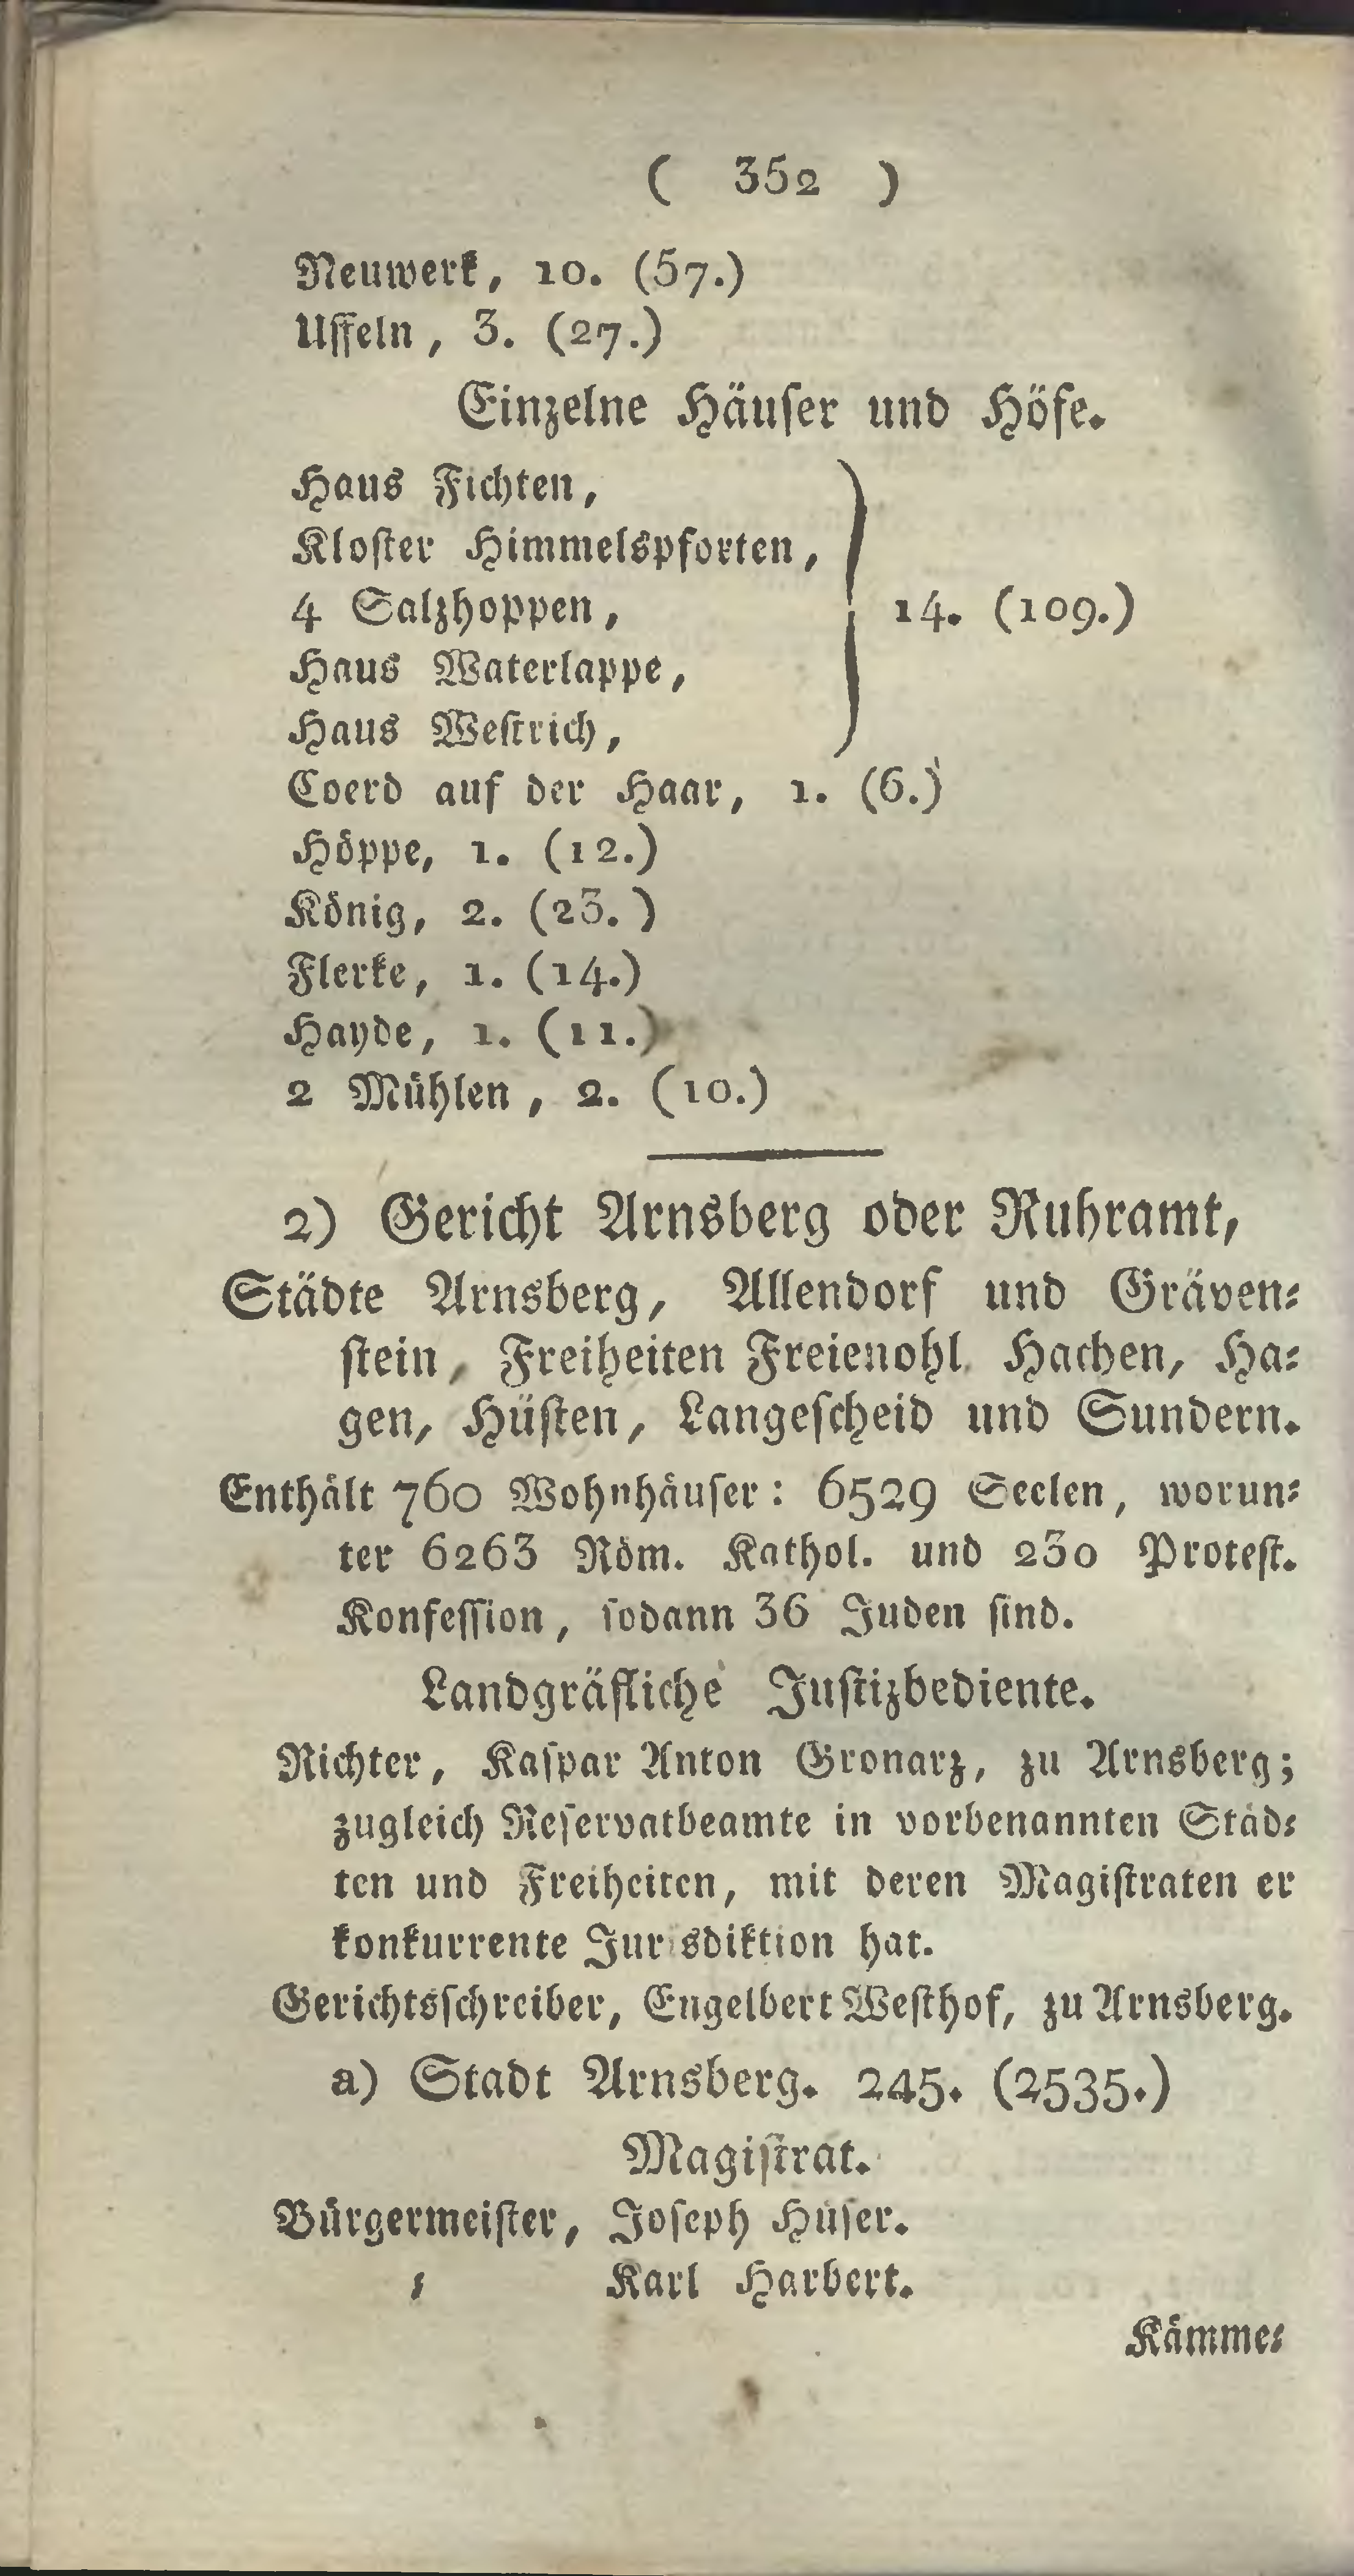 ( 352 )
Neuwerk, 10. (57.)
Uffeln, 3. (27.)
Einzelne Häuſer und Höfe.
Haus Fichten,
Kloſter Himmelspforten,
4 Salzhoppen,
14. (109.)
Haus Waterlappe,
Haus Weſtrich,
Coerd auf der Haar, 1. (6.)
Höppe, 1. (12.)
König, 2. (23.)
Flerke, 1. (14.)
Hayde, 1. (11.)
2 Mühlen, 2. (10.)
2) Gericht Arnsberg oder Ruhramt,
Städte Arnsberg, Allendorf und Gräven⸗
ſtein, Freiheiten Freienohl Hachen, Ha⸗
gen, Hüſten, Langeſcheid und Sundern.
Enthält 760 Wohnhäuſer: 6529 Seelen, worun⸗
ter 6263 Röm. Kathol. und 230 Proteſt.
Konfeſſion, ſodann 36 Juden ſind.
Landgräfliche Juſtizbediente.
Richter, Kaſpar Anton Gronarz, zu Arnsberg;
zugleich Reſervatbeamte in vorbenannten Städ⸗
ten und Freiheiten, mit deren Magiſtraten er
konkurrente Jurisdiktion hat.
Gerichtsſchreiber, Engelbert Weſthof, zu Arnsberg.
a) Stadt Arnsberg. 245. (2535.)
Magiſtrat.
Bürgermeiſter, Joſeph Hüſer.
⸗ Karl Harbert.
Kämme⸗